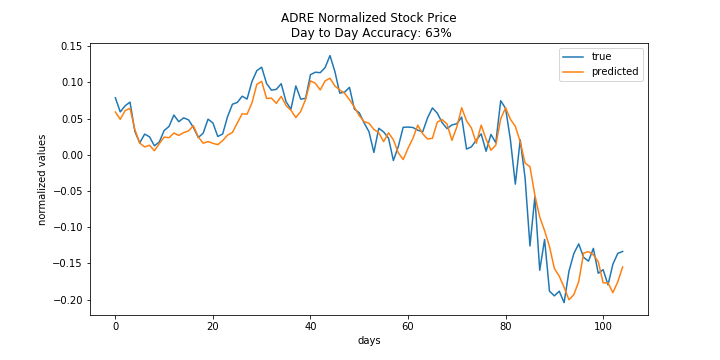 ADRE Normalized Stock Price
Day to Day Accuracy: 63%
true
predicted
normalized values
0.15
0.10
0.05
0.00
−0.05
−0.10
−0.15
−0.20
0 20 40 60 80 100
days